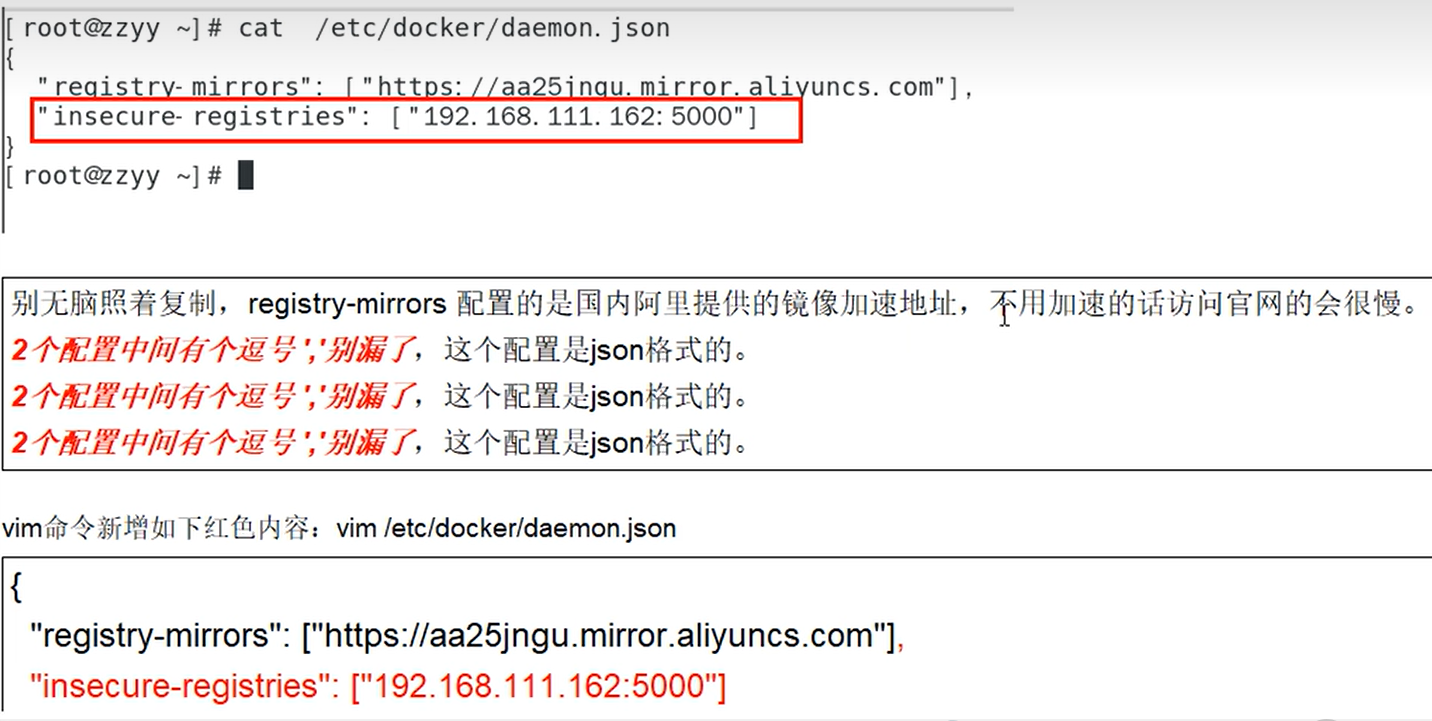 [root@zzyy ~]# cat  /etc/docker/daemon.json
{
  "registry-mirrors": ["https://aa25jngu.mirror.aliyuncs.com"],
  "insecure-registries": ["192.168.111.162:5000"]
}
[root@zzyy ~]#
别无脑照着复制，registry-mirrors 配置的是国内阿里提供的镜像加速地址，不用加速的话访问官网的会很慢。
2个配置中间有个逗号 ','别漏了，这个配置是json格式的。
2个配置中间有个逗号 ','别漏了，这个配置是json格式的。
2个配置中间有个逗号 ','别漏了，这个配置是json格式的。
vim命令新增如下红色内容：vim /etc/docker/daemon.json
{
  "registry-mirrors": ["https://aa25jngu.mirror.aliyuncs.com"],
  "insecure-registries": ["192.168.111.162:5000"]